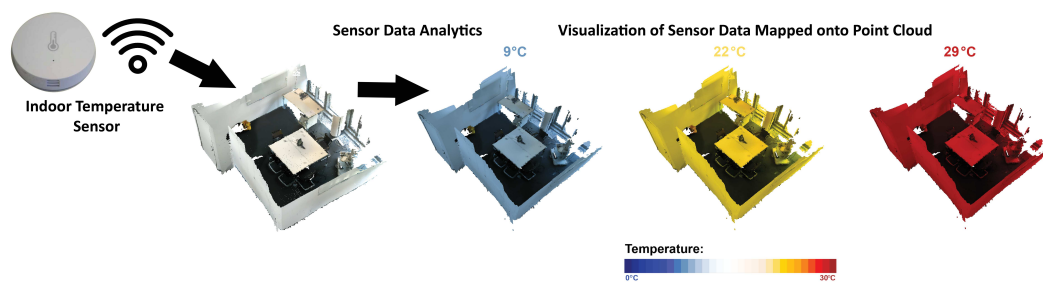 Sensor Data Analytics
Visualization of Sensor Data Mapped onto Point Cloud
9°C
22°C
29°C
Indoor Temperature
Sensor
Temperature:
0°C
30°C